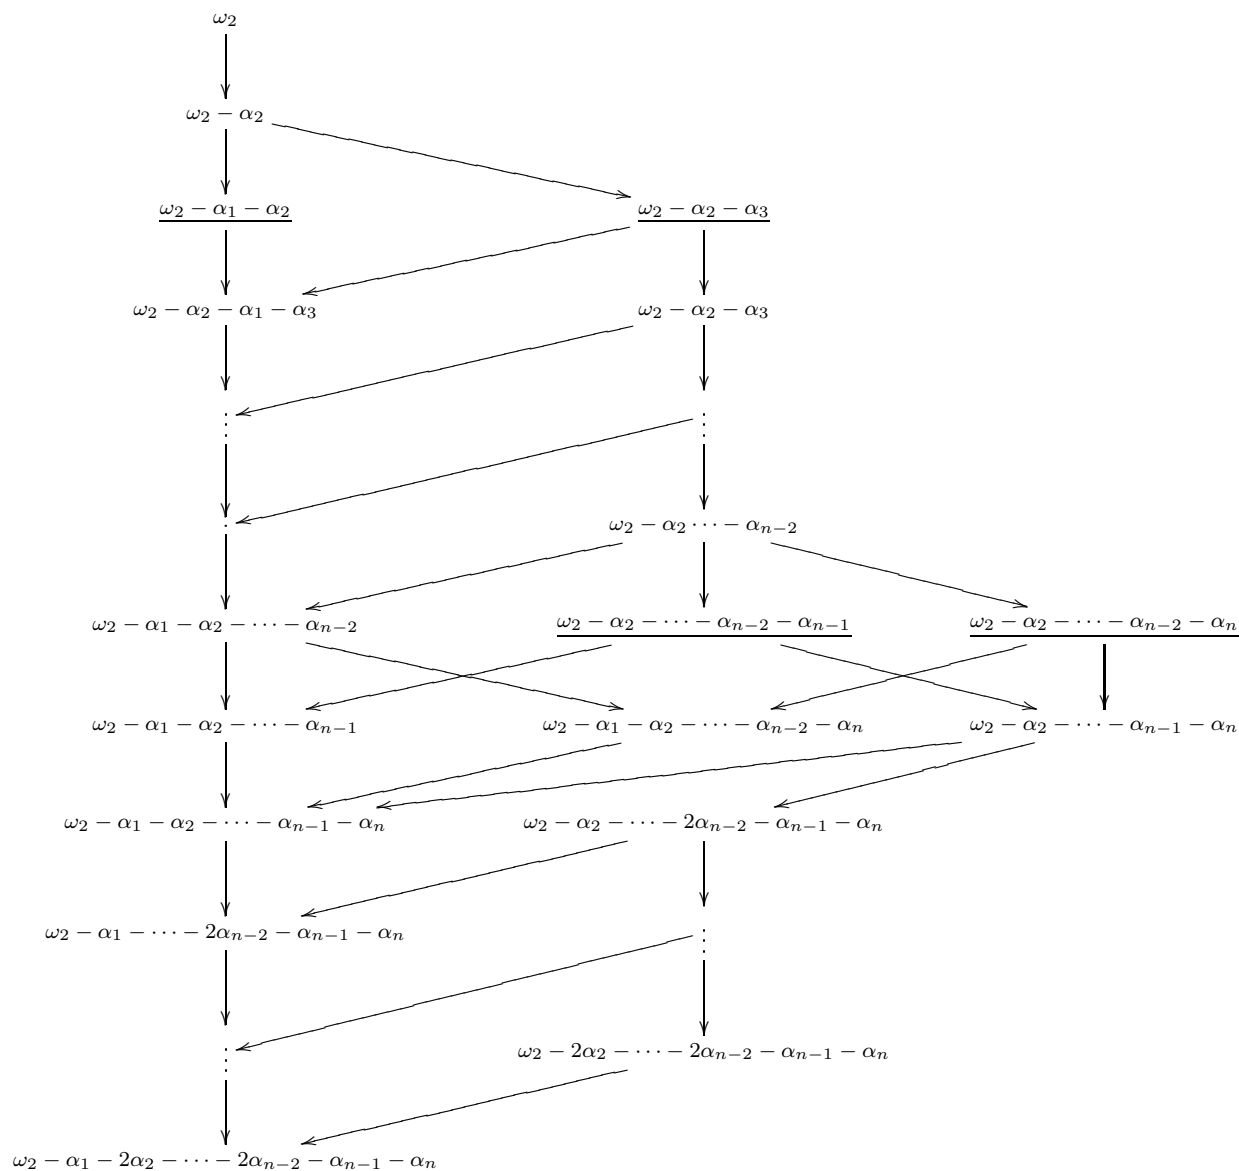 ω₂
ω₂ − α₂
ω₂ − α₁ − α₂
ω₂ − α₂ − α₃
ω₂ − α₂ − α₁ − α₃
ω₂ − α₂ − α₃
⋮
⋮
.
ω₂ − α₂ ⋯ − αₙ₋₂
ω₂ − α₁ − α₂ − ⋯ − αₙ₋₂
ω₂ − α₂ − ⋯ − αₙ₋₂ − αₙ₋₁
ω₂ − α₂ − ⋯ − αₙ₋₂ − αₙ
ω₂ − α₁ − α₂ − ⋯ − αₙ₋₁
ω₂ − α₁ − α₂ − ⋯ − αₙ₋₂ − αₙ
ω₂ − α₂ − ⋯ − αₙ₋₁ − αₙ
ω₂ − α₁ − α₂ − ⋯ − αₙ₋₁ − αₙ
ω₂ − α₂ − ⋯ − 2αₙ₋₂ − αₙ₋₁ − αₙ
ω₂ − α₁ − ⋯ − 2αₙ₋₂ − αₙ₋₁ − αₙ
⋮
⋮
ω₂ − 2α₂ − ⋯ − 2αₙ₋₂ − αₙ₋₁ − αₙ
ω₂ − α₁ − 2α₂ − ⋯ − 2αₙ₋₂ − αₙ₋₁ − αₙ